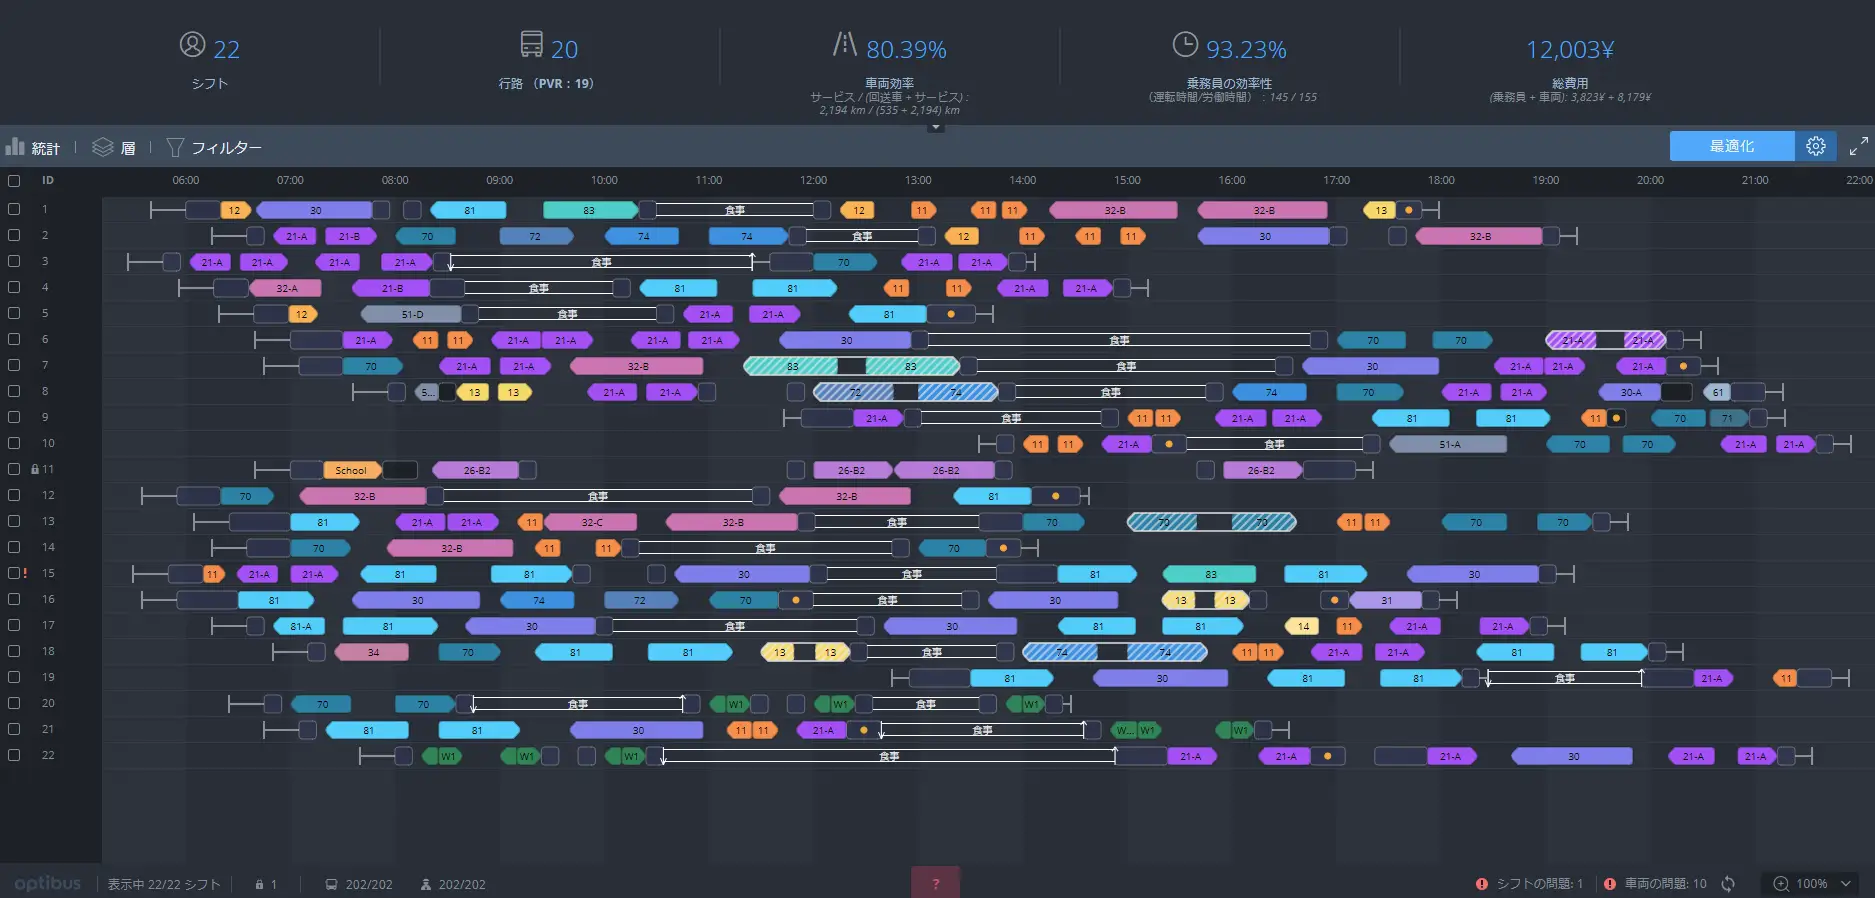 22
シフト
20
行路 （PVR : 19）
80.39%
車両効率
サービス / (回送車 + サービス) :
2,194 km / (535 + 2,194) km
93.23%
乗務員の効率性
（運転時間/労働時間） : 145 / 155
12,003¥
総費用
(乗務員 + 車両): 3,823¥ + 8,179¥
統計 層 フィルター 最適化
ID 06:00 07:00 08:00 09:00 10:00 11:00 12:00 13:00 14:00 15:00 16:00 17:00 18:00 19:00 20:00 21:00 22:00
1 12 30 81 83 食事 12 11 11 11 32-B 32-B 13
2 21-A 21-B 70 72 74 74 食事 12 11 11 11 30 32-B
3 21-A 21-A 21-A 21-A 食事 70 21-A 21-A
4 32-A 21-B 食事 81 81 11 11 21-A 21-A
5 12 51-D 食事 21-A 21-A 81
6 21-A 11 11 21-A 21-A 21-A 21-A 30 食事 70 70 21-A 21-A
7 70 21-A 21-A 32-B 83 83 食事 30 21-A 21-A 21-A
8 5... 13 13 21-A 21-A 72 74 食事 74 70 21-A 21-A 30-A 61
9 21-A 食事 11 11 21-A 21-A 81 81 11 70 71
10 11 11 21-A 食事 51-A 70 70 21-A 21-A
11 School 26-B2 26-B2 26-B2 26-B2
12 70 32-B 食事 32-B 81
13 81 21-A 21-A 11 32-C 32-B 食事 70 70 70 11 11 70 70
14 70 32-B 11 11 食事 70
15 11 21-A 21-A 81 81 30 食事 81 83 81 30
16 81 30 74 72 70 食事 30 13 13 31
17 81-A 81 30 食事 30 81 81 14 11 21-A 21-A
18 34 70 81 81 13 13 食事 74 74 11 11 21-A 21-A 81 81
19 81 30 81 81 食事 21-A 11
20 70 70 食事 W1 W1 食事 W1
21 81 81 30 11 11 21-A 食事 W... W1 W1
22 W1 W1 W1 食事 21-A 21-A 21-A 30 21-A 21-A
optibus 表示中 22/22 シフト 1 202/202 202/202 ? シフトの問題: 1 車両の問題: 10 100%